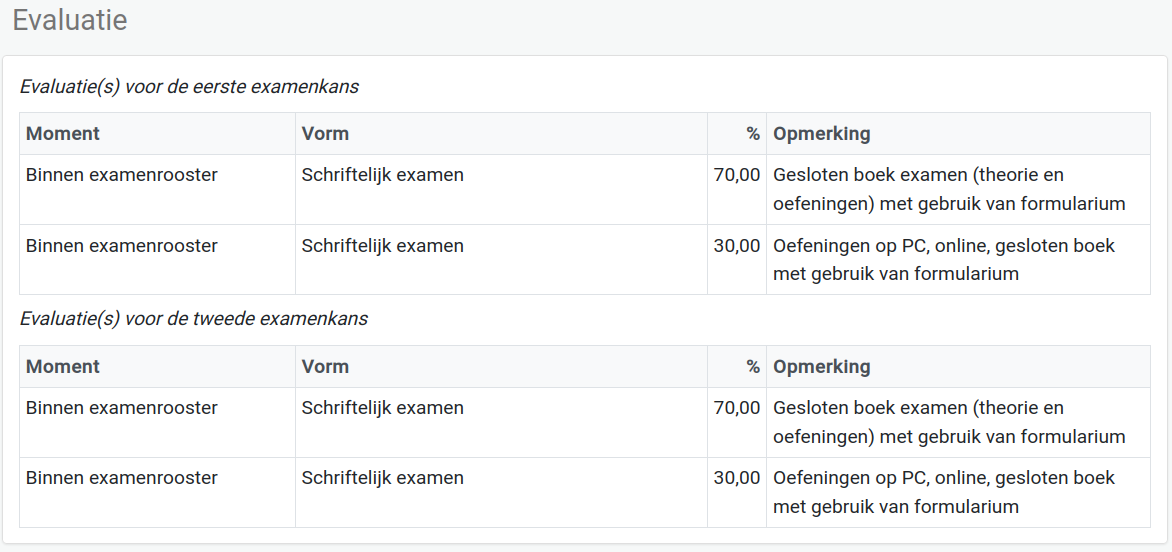 Evaluatie
Evaluatie(s) voor de eerste examenkans
Moment Vorm % Opmerking
Binnen examenrooster Schriftelijk examen 70,00 Gesloten boek examen (theorie en
oefeningen) met gebruik van formularium
Binnen examenrooster Schriftelijk examen 30,00 Oefeningen op PC, online, gesloten boek
met gebruik van formularium
Evaluatie(s) voor de tweede examenkans
Moment Vorm % Opmerking
Binnen examenrooster Schriftelijk examen 70,00 Gesloten boek examen (theorie en
oefeningen) met gebruik van formularium
Binnen examenrooster Schriftelijk examen 30,00 Oefeningen op PC, online, gesloten boek
met gebruik van formularium